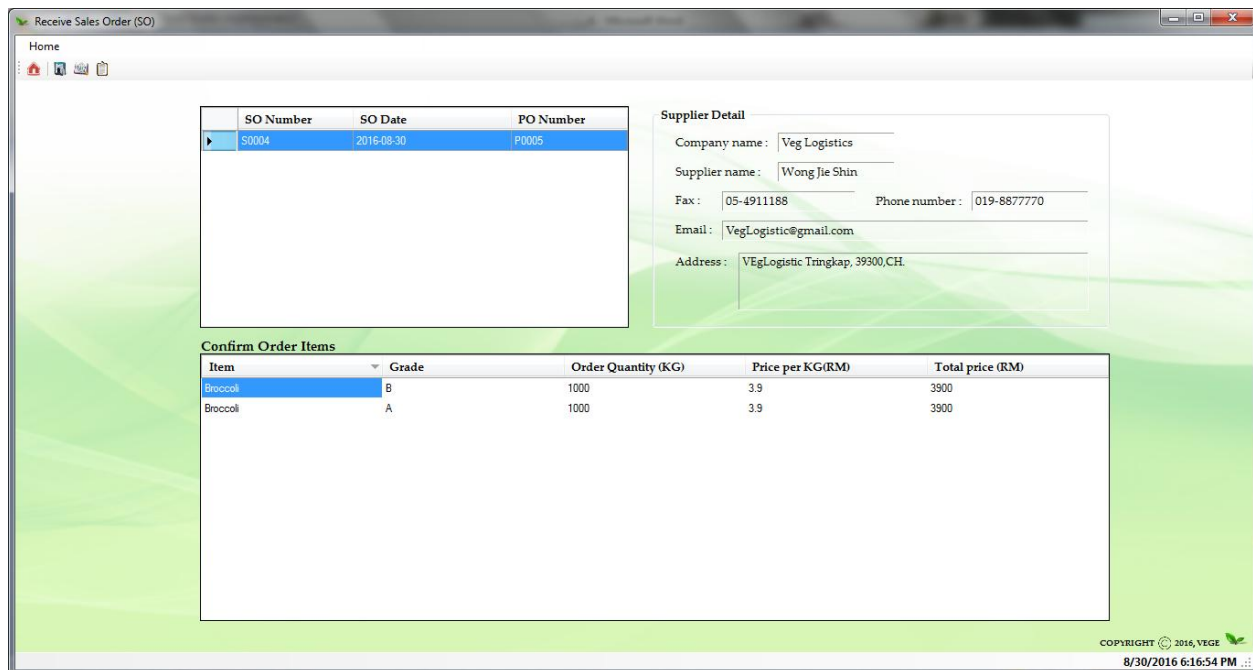 Receive Sales Order (SO)
Home
SO Number SO Date PO Number
S0004 2016-08-30 P0005
Supplier Detail
Company name : Veg Logistics
Supplier name : Wong Jie Shin
Fax : 05-4911188 Phone number : 019-8877770
Email : VegLogistic@gmail.com
Address : VEgLogistic Tringkap, 39300,CH.
Confirm Order Items
Item Grade Order Quantity (KG) Price per KG(RM) Total price (RM)
Broccoli B 1000 3.9 3900
Broccoli A 1000 3.9 3900
COPYRIGHT © 2016, VEGE
8/30/2016 6:16:54 PM